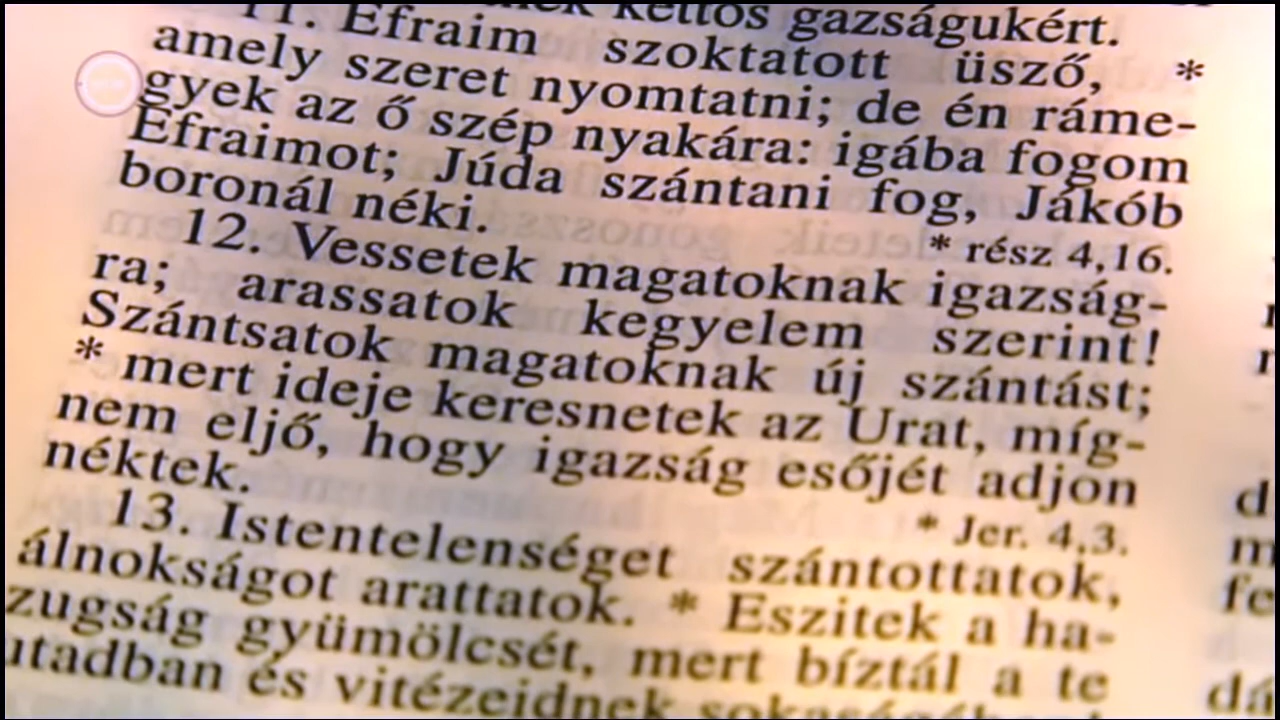 kettős gazságukért.
11. Efraim szoktatott üsző, *
amely szeret nyomtatni; de én ráme-
gyek az ő szép nyakára: igába fogom
Efraimot; Júda szántani fog, Jákób
boronál néki.
* rész 4,16.
12. Vessetek magatoknak igazság-
ra; arassatok kegyelem szerint!
Szántsatok magatoknak új szántást;
* mert ideje keresnetek az Urat, míg-
nem eljő, hogy igazság esőjét adjon
néktek.
* Jer. 4,3.
13. Istentelenséget szántottatok,
álnokságot arattatok. * Eszitek a ha-
zugság gyümölcsét, mert bíztál a te
utadban és vitézeidnek